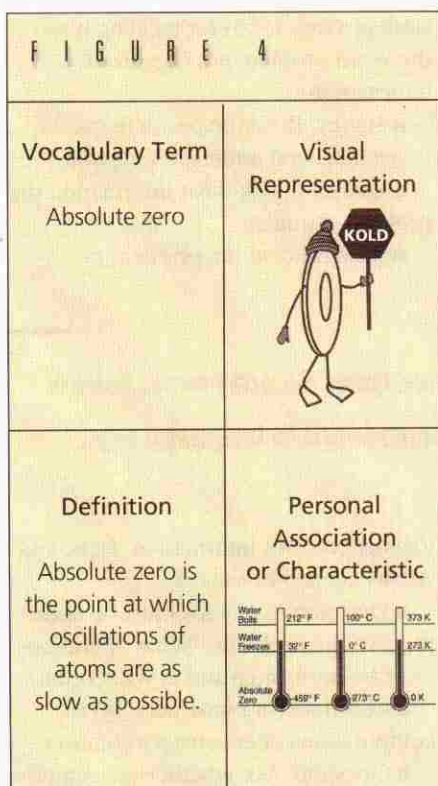 FIGURE 4
Vocabulary Term
Absolute zero
Visual
Representation
KOLD
Definition
Absolute zero is
the point at which
oscillations of
atoms are as
slow as possible.
Personal
Association
or Characteristic
Water
Boils
212° F
100° C
373 K
Water
Freezes
32° F
0° C
273 K
Absolute
Zero
-459° F
-273° C
0 K